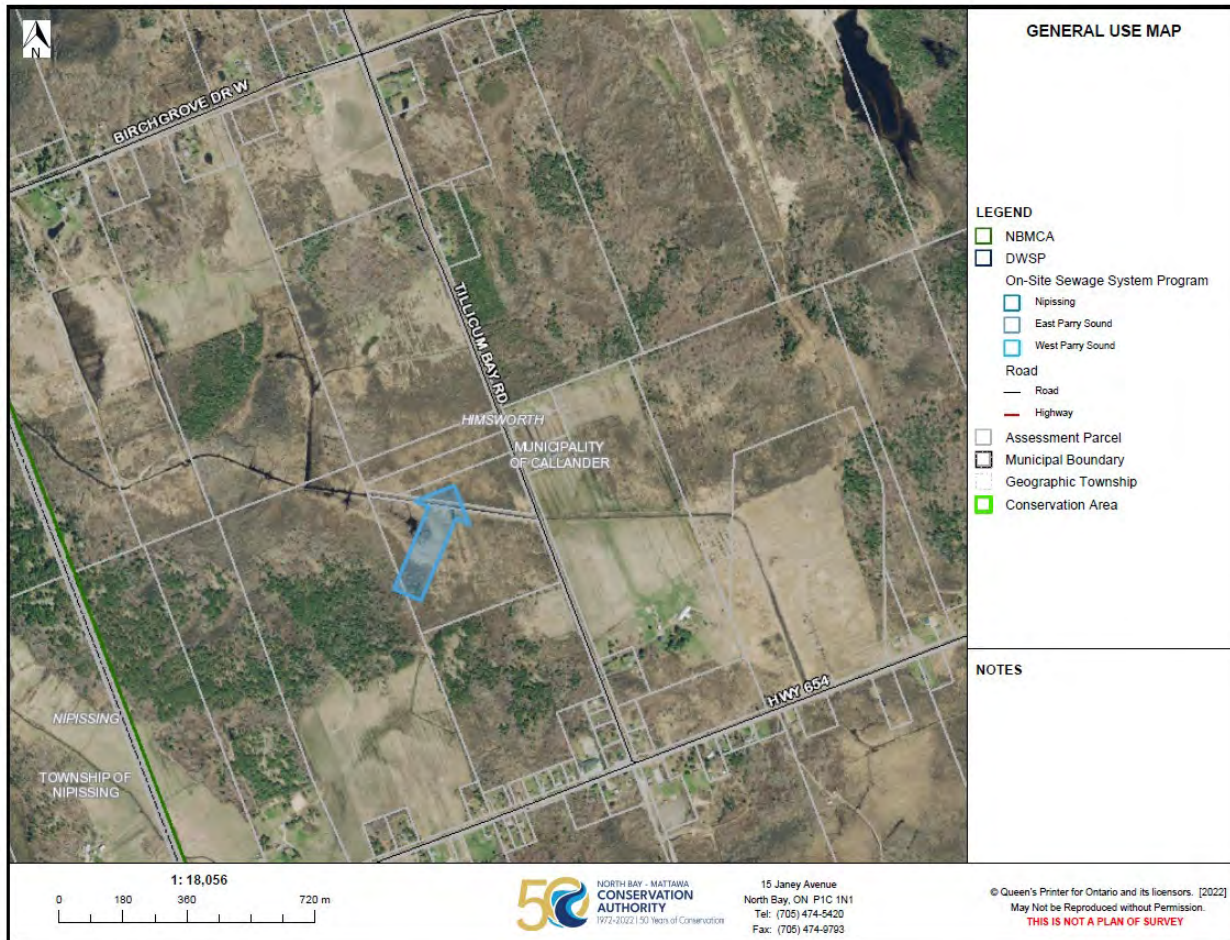 N
BIRCHGROVE DR W
TILLICUM BAY RD
HIMSWORTH
MUNICIPALITY
OF CALLANDER
HWY 654
NIPISSING
TOWNSHIP OF
NIPISSING
GENERAL USE MAP
LEGEND
NBMCA
DWSP
On-Site Sewage System Program
Nipissing
East Parry Sound
West Parry Sound
Road
Road
Highway
Assessment Parcel
Municipal Boundary
Geographic Township
Conservation Area
NOTES
1: 18,056
0 180 360 720 m
50
NORTH BAY - MATTAWA
CONSERVATION
AUTHORITY
1972-2022 | 50 Years of Conservation
15 Janey Avenue
North Bay, ON P1C 1N1
Tel: (705) 474-5420
Fax: (705) 474-9793
© Queen's Printer for Ontario and its licensors. [2022]
May Not be Reproduced without Permission.
THIS IS NOT A PLAN OF SURVEY